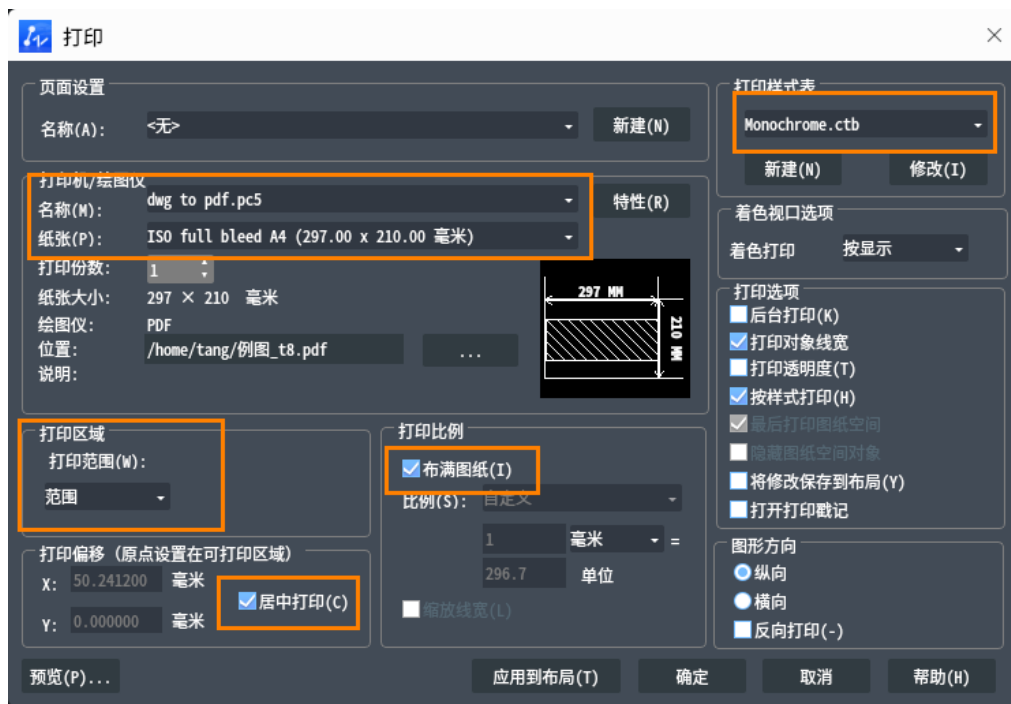 打印
页面设置
名称(A): <无> 新建(N)
打印机/绘图仪
名称(M): dwg to pdf.pc5 特性(R)
纸张(P): ISO full bleed A4 (297.00 x 210.00 毫米)
打印份数: 1
纸张大小: 297 × 210 毫米
绘图仪: PDF
位置: /home/tang/例图_t8.pdf ...
说明:
297 MM
210 MM
打印区域
打印范围(W):
范围
打印比例
布满图纸(I)
比例(S): 自定义
1 毫米 =
296.7 单位
缩放线宽(L)
打印偏移 (原点设置在可打印区域)
X: 50.241200 毫米
居中打印(C)
Y: 0.000000 毫米
打印样式表
Monochrome.ctb
新建(N) 修改(I)
着色视口选项
着色打印 按显示
打印选项
后台打印(K)
打印对象线宽
打印透明度(T)
按样式打印(H)
最后打印图纸空间
隐藏图纸空间对象
将修改保存到布局(Y)
打开打印戳记
图形方向
纵向
横向
反向打印(-)
预览(P)... 应用到布局(T) 确定 取消 帮助(H)